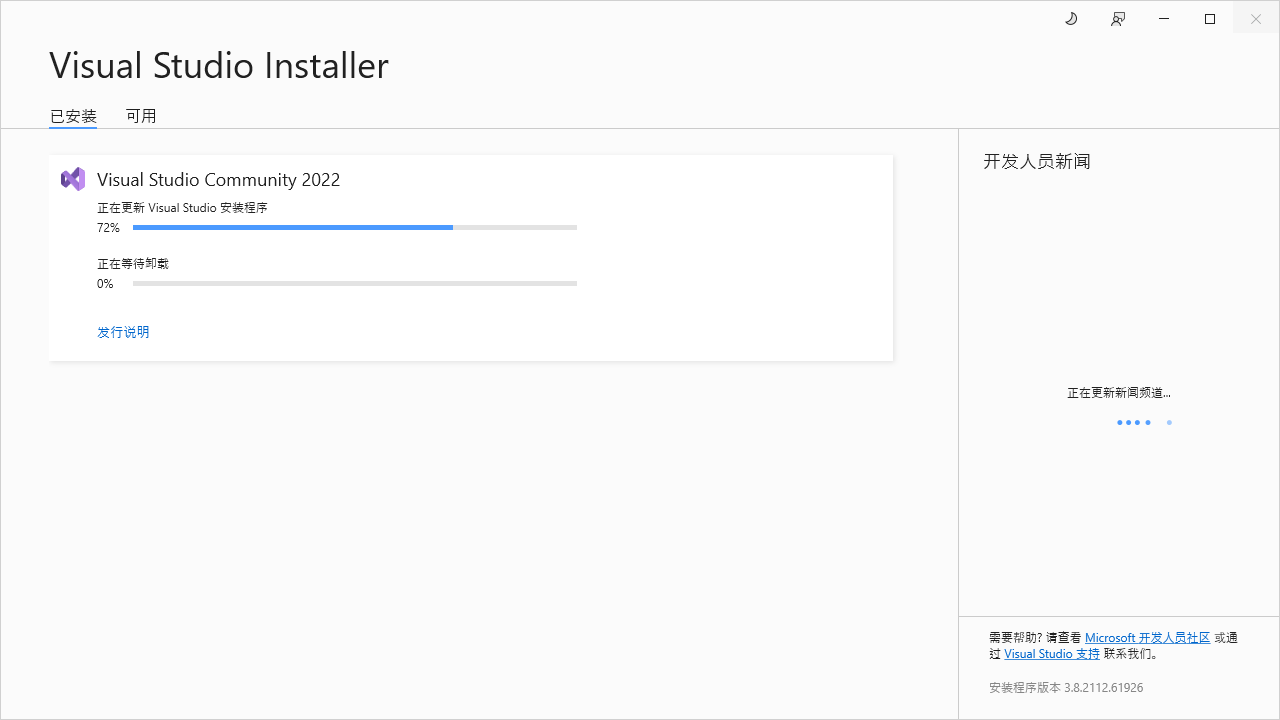 Visual Studio Installer
已安装 可用
Visual Studio Community 2022
正在更新 Visual Studio 安装程序
72%
正在等待卸载
0%
发行说明
开发人员新闻
正在更新新闻频道...
需要帮助? 请查看 Microsoft 开发人员社区 或通
过 Visual Studio 支持 联系我们。
安装程序版本 3.8.2112.61926